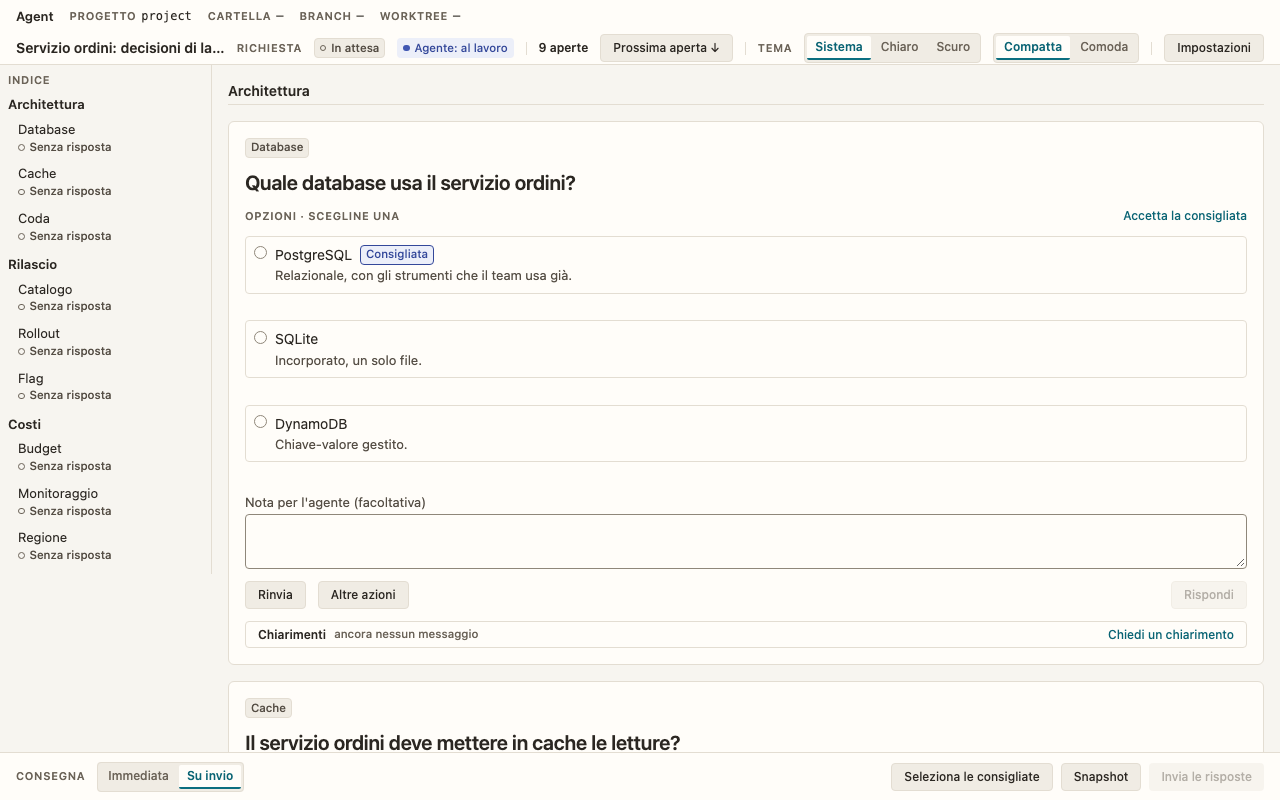 Agent PROGETTO project CARTELLA — BRANCH — WORKTREE —
Servizio ordini: decisioni di la... RICHIESTA In attesa Agente: al lavoro 9 aperte Prossima aperta ↓ TEMA Sistema Chiaro Scuro Compatta Comoda Impostazioni
INDICE
Architettura
Database
Senza risposta
Cache
Senza risposta
Coda
Senza risposta
Rilascio
Catalogo
Senza risposta
Rollout
Senza risposta
Flag
Senza risposta
Costi
Budget
Senza risposta
Monitoraggio
Senza risposta
Regione
Senza risposta
Architettura
Database
Quale database usa il servizio ordini?
OPZIONI · SCEGLINE UNA Accetta la consigliata
PostgreSQL Consigliata
Relazionale, con gli strumenti che il team usa già.
SQLite
Incorporato, un solo file.
DynamoDB
Chiave-valore gestito.
Nota per l'agente (facoltativa)
Rinvia Altre azioni Rispondi
Chiarimenti ancora nessun messaggio Chiedi un chiarimento
Cache
Il servizio ordini deve mettere in cache le letture?
CONSEGNA Immediata Su invio Seleziona le consigliate Snapshot Invia le risposte